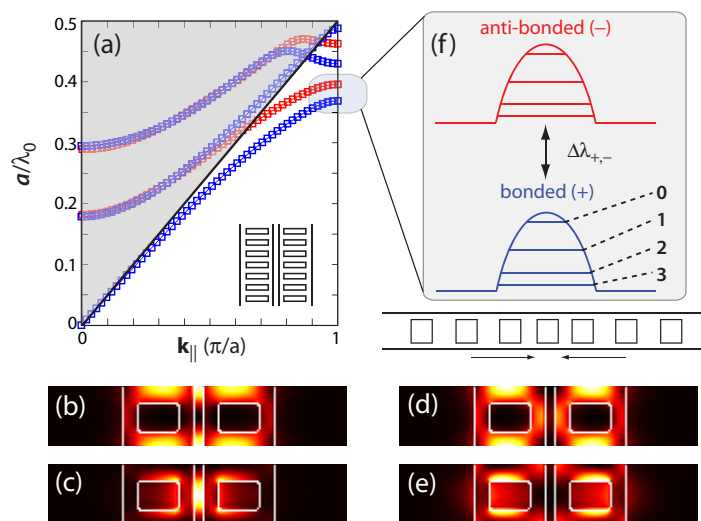 (a)
0.5
0.4
0.3
0.2
0.1
0
a/λ0
0
1
k|| (π/a)
(f)
anti-bonded (−)
Δλ+,−
bonded (+)
0
1
2
3
(b)
(d)
(c)
(e)